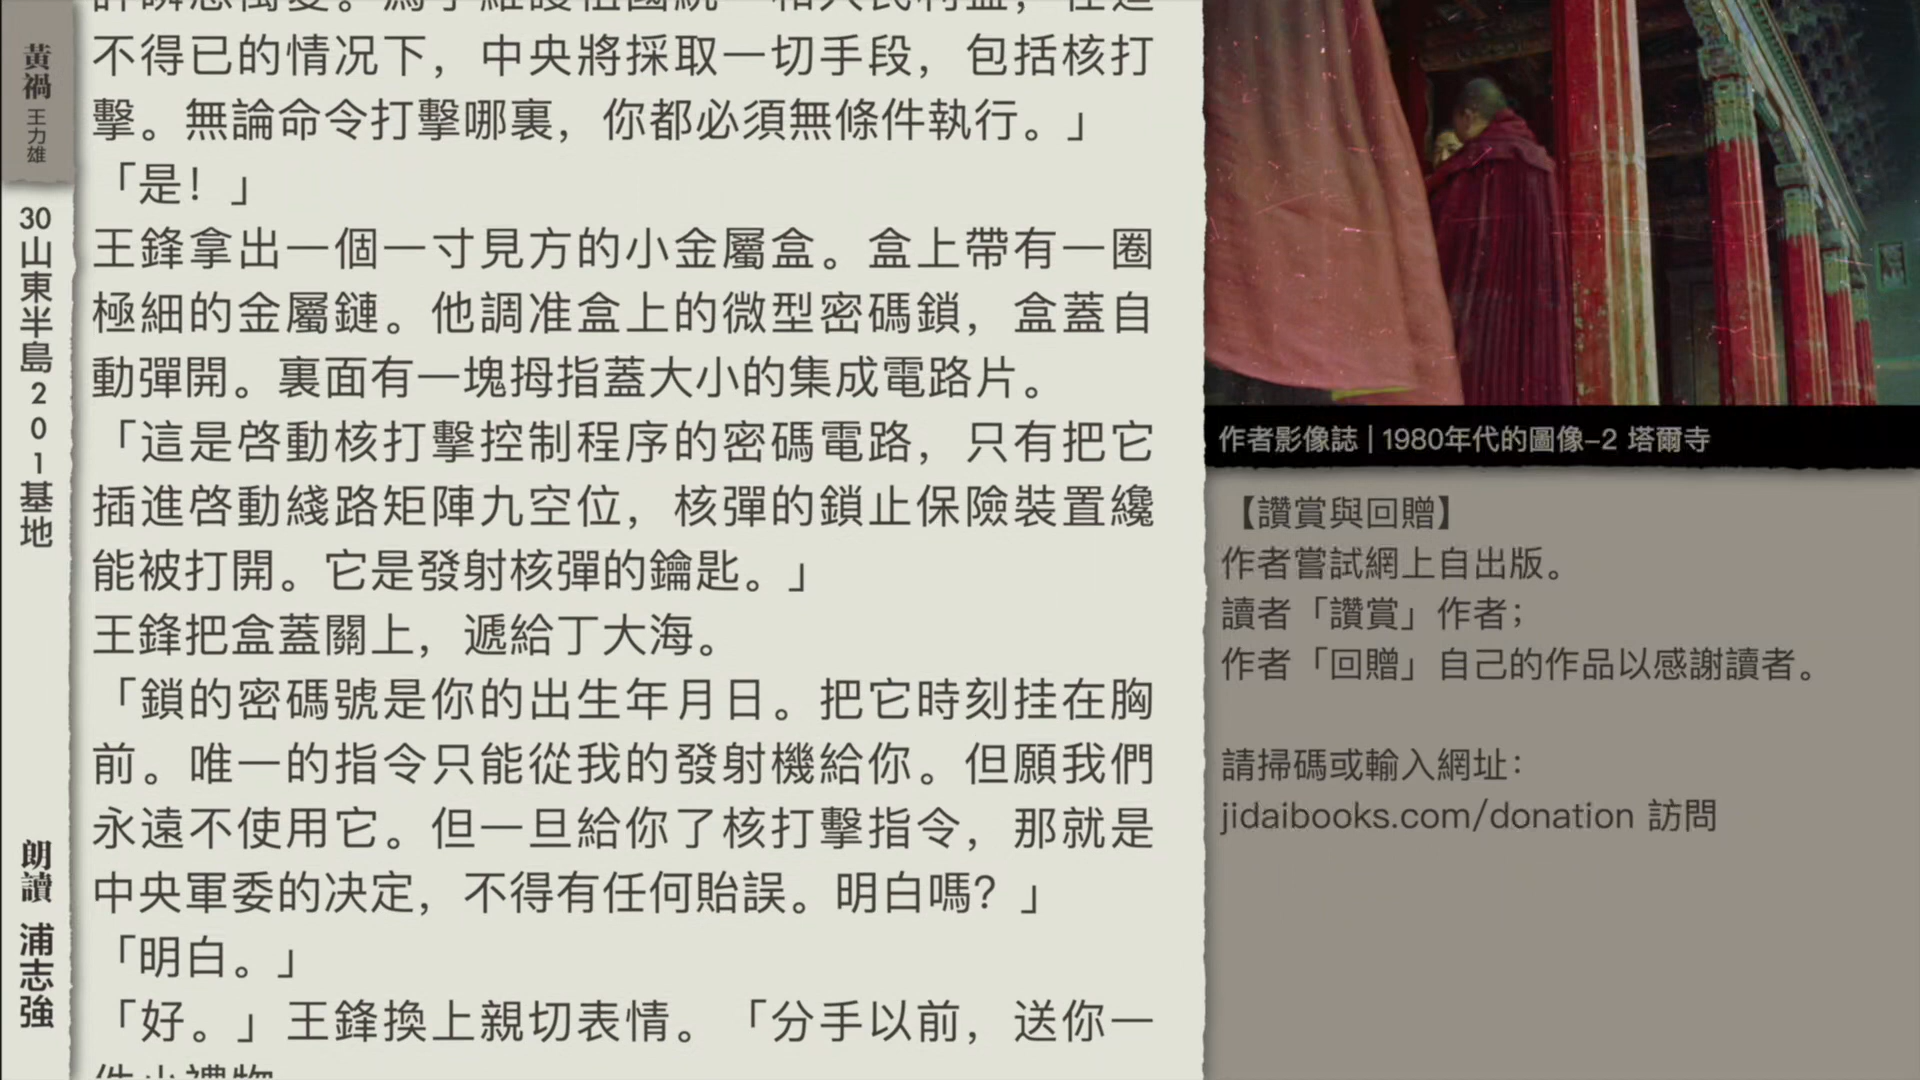 黃禍 王力雄
30山東半島201基地
朗讀 浦志強
不得已的情况下，中央將採取一切手段，包括核打
擊。無論命令打擊哪裏，你都必須無條件執行。」
「是！」
王鋒拿出一個一寸見方的小金屬盒。盒上帶有一圈
極細的金屬鏈。他調准盒上的微型密碼鎖，盒蓋自
動彈開。裏面有一塊拇指蓋大小的集成電路片。
「這是啓動核打擊控制程序的密碼電路，只有把它
插進啓動綫路矩陣九空位，核彈的鎖止保險裝置纔
能被打開。它是發射核彈的鑰匙。」
王鋒把盒蓋關上，遞給丁大海。
「鎖的密碼號是你的出生年月日。把它時刻挂在胸
前。唯一的指令只能從我的發射機給你。但願我們
永遠不使用它。但一旦給你了核打擊指令，那就是
中央軍委的决定，不得有任何貽誤。明白嗎？」
「明白。」
「好。」王鋒換上親切表情。「分手以前，送你一
作者影像誌 | 1980年代的圖像-2 塔爾寺
【讚賞與回贈】
作者嘗試網上自出版。
讀者「讚賞」作者；
作者「回贈」自己的作品以感謝讀者。
請掃碼或輸入網址：
jidaibooks.com/donation 訪問